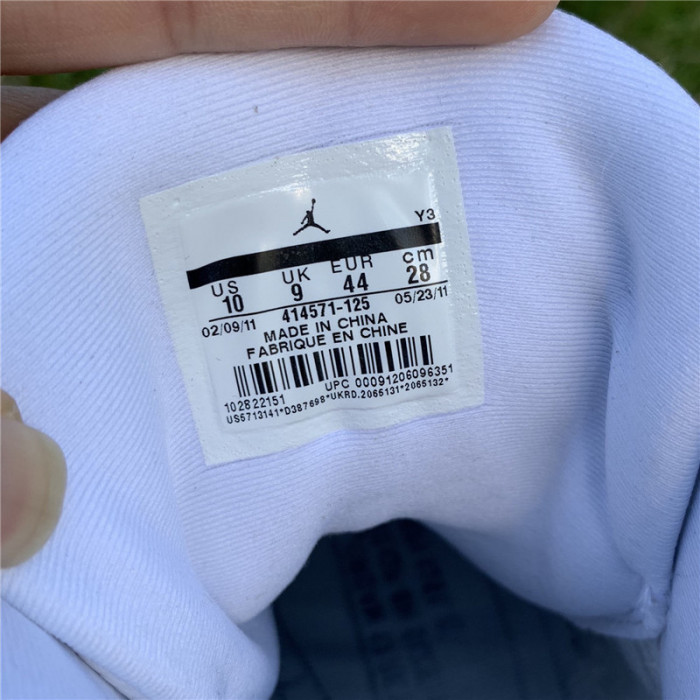 Y3
US UK EUR cm
10 9 44 28
02/09/11 414571-125 05/23/11
MADE IN CHINA
FABRIQUE EN CHINE
UPC 00091206096351
102822151
US5713141*D387698*UKRD.2065131*2065132*